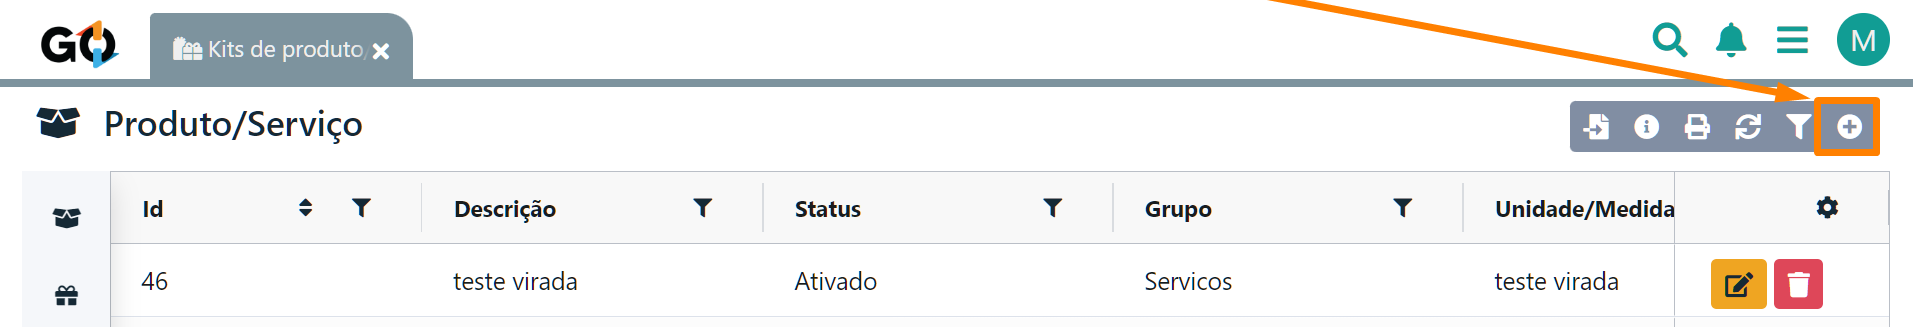 GO
Kits de produto/
M
Produto/Serviço
Id Descrição Status Grupo Unidade/Medida
46 teste virada Ativado Servicos teste virada